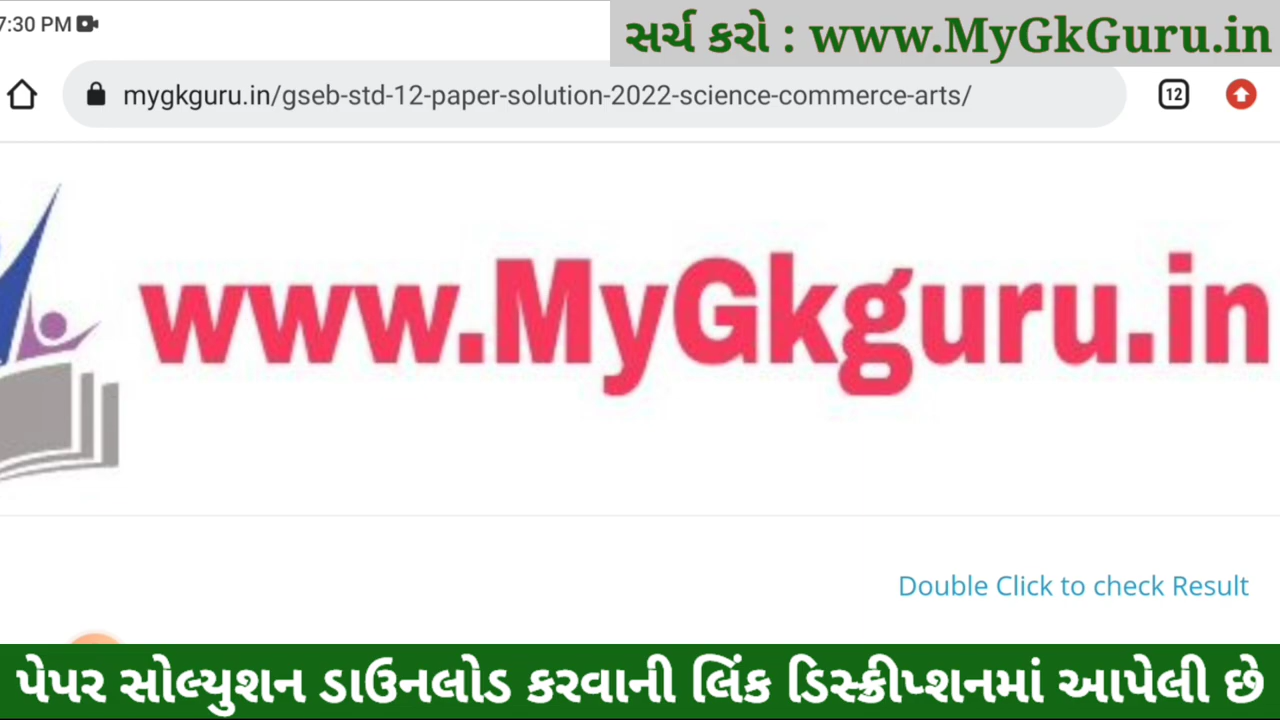 7:30 PM
સર્ચ કરો : www.MyGkGuru.in
mygkguru.in/gseb-std-12-paper-solution-2022-science-commerce-arts/
12
www.MyGkguru.in
Double Click to check Result
પેપર સોલ્યુશન ડાઉનલોડ કરવાની લિંક ડિસ્ક્રીપ્શનમાં આપેલી છે